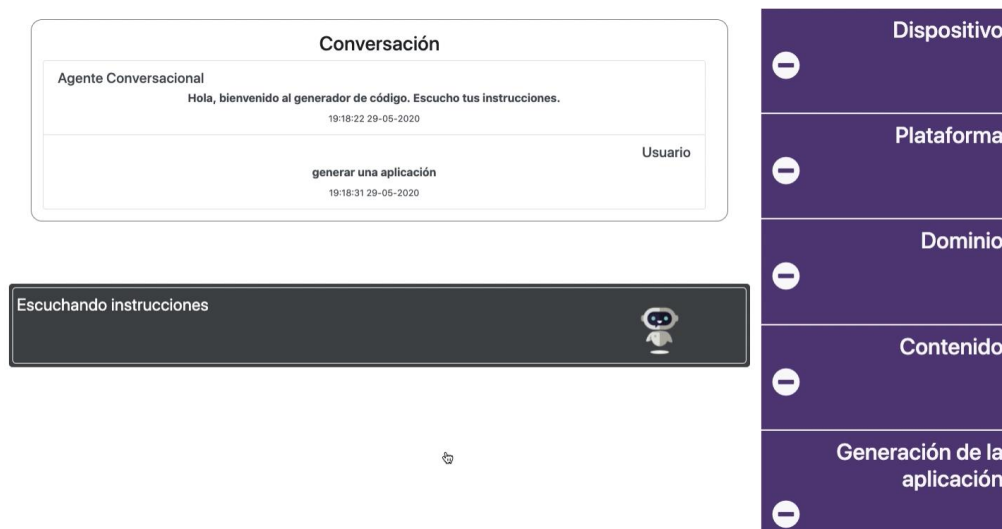 Conversación
Agente Conversacional
Hola, bienvenido al generador de código. Escucho tus instrucciones.
19:18:22 29-05-2020
Usuario
generar una aplicación
19:18:31 29-05-2020
Escuchando instrucciones
Dispositivo
Plataforma
Dominio
Contenido
Generación de la
aplicación